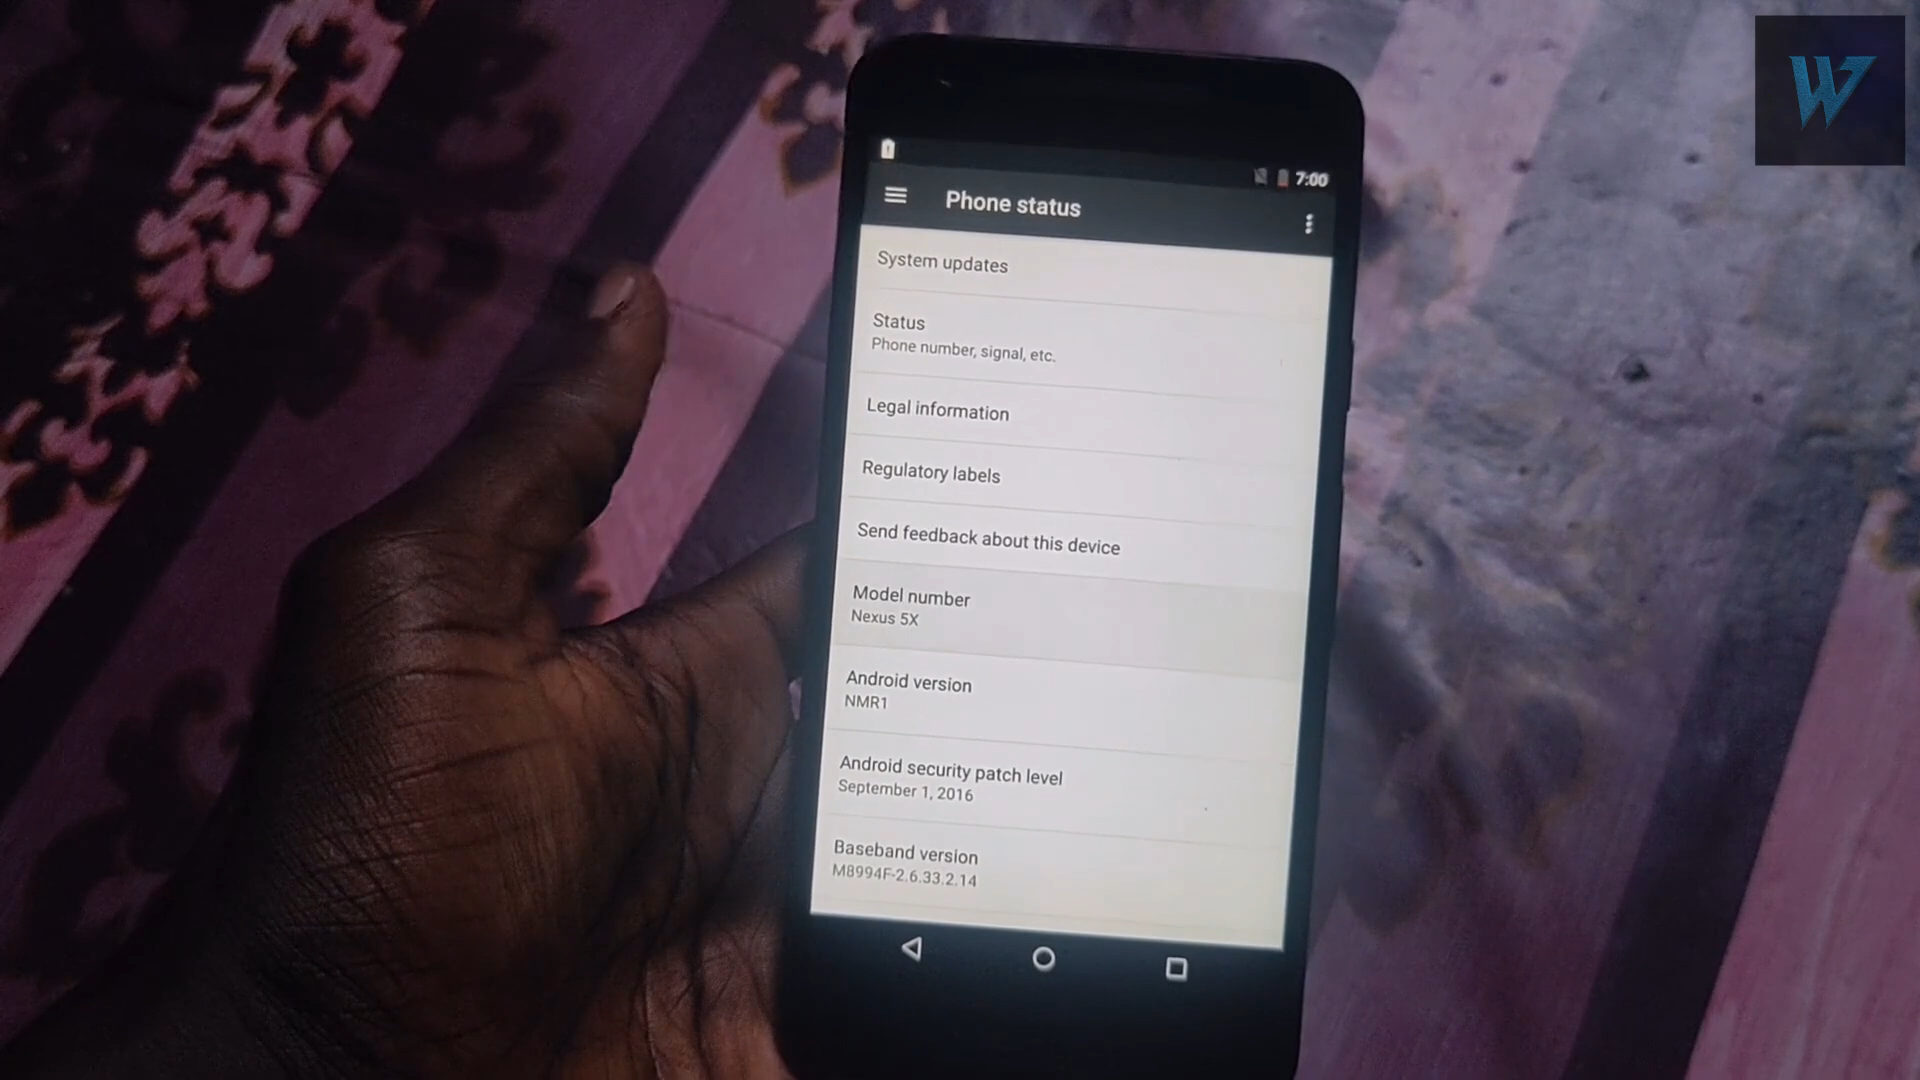 W
7:00
Phone status
System updates
Status
Phone number, signal, etc.
Legal information
Regulatory labels
Send feedback about this device
Model number
Nexus 5X
Android version
NMR1
Android security patch level
September 1, 2016
Baseband version
M8994F-2.6.33.2.14